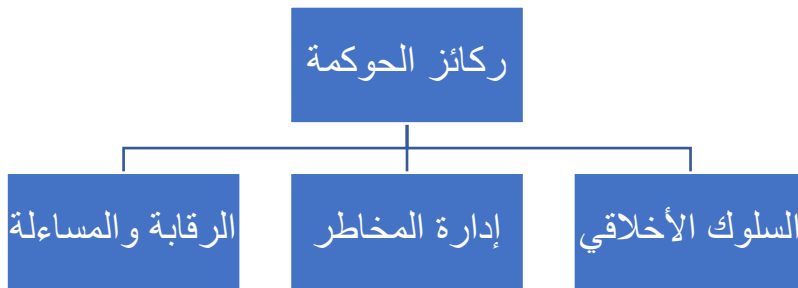 ركائز الحوكمة
السلوك الأخلاقي
إدارة المخاطر
الرقابة والمساءلة